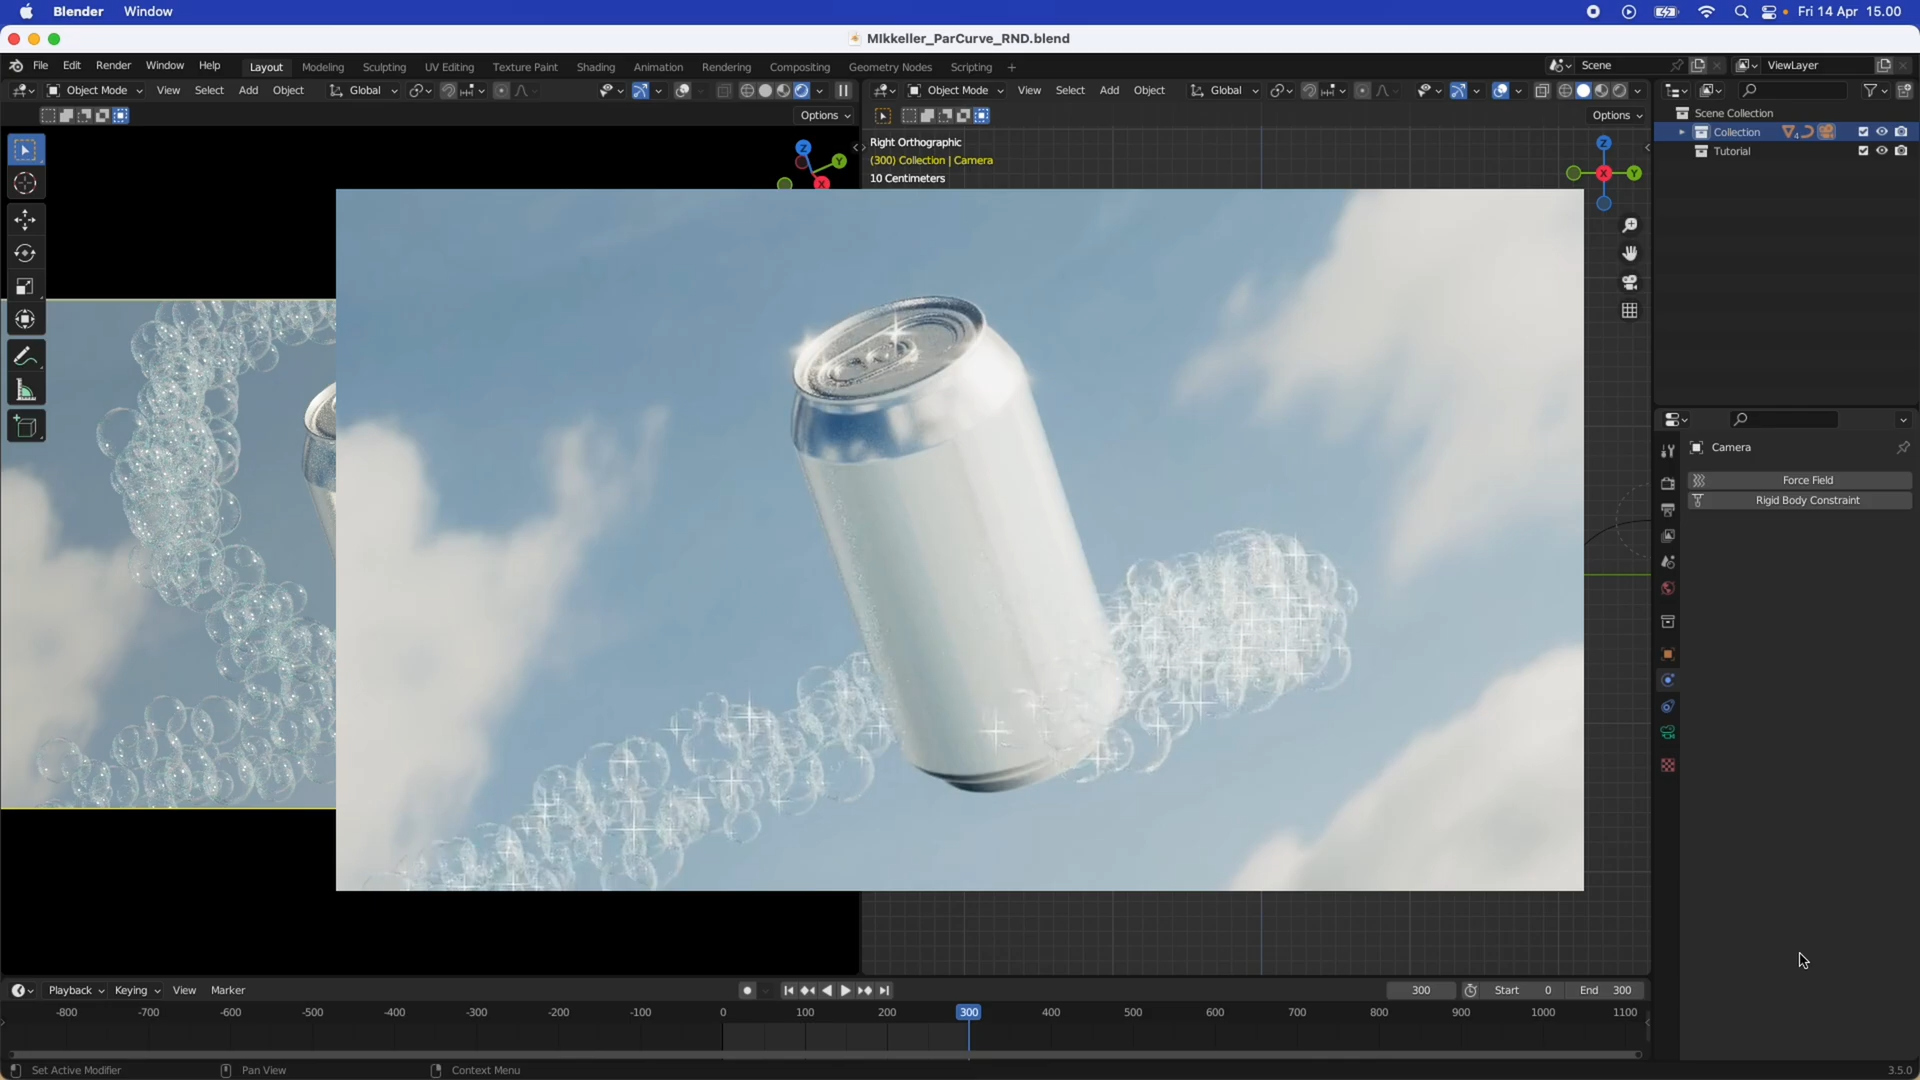 Blender Window Fri 14 Apr 15.00
MIkkeller_ParCurve_RND.blend
File Edit Render Window Help Layout Modeling Sculpting UV Editing Texture Paint Shading Animation Rendering Compositing Geometry Nodes Scripting + Scene ViewLayer
Object Mode View Select Add Object Global Object Mode View Select Add Object Global
Options Options
Scene Collection
Collection 4
Tutorial
Z Y X
Right Orthographic
(300) Collection | Camera
10 Centimeters
Z X Y
Camera
Force Field
Rigid Body Constraint
Playback Keying View Marker 300 Start 0 End 300
-800 -700 -600 -500 -400 -300 -200 -100 0 100 200 300 400 500 600 700 800 900 1000 1100
Set Active Modifier Pan View Context Menu 3.5.0